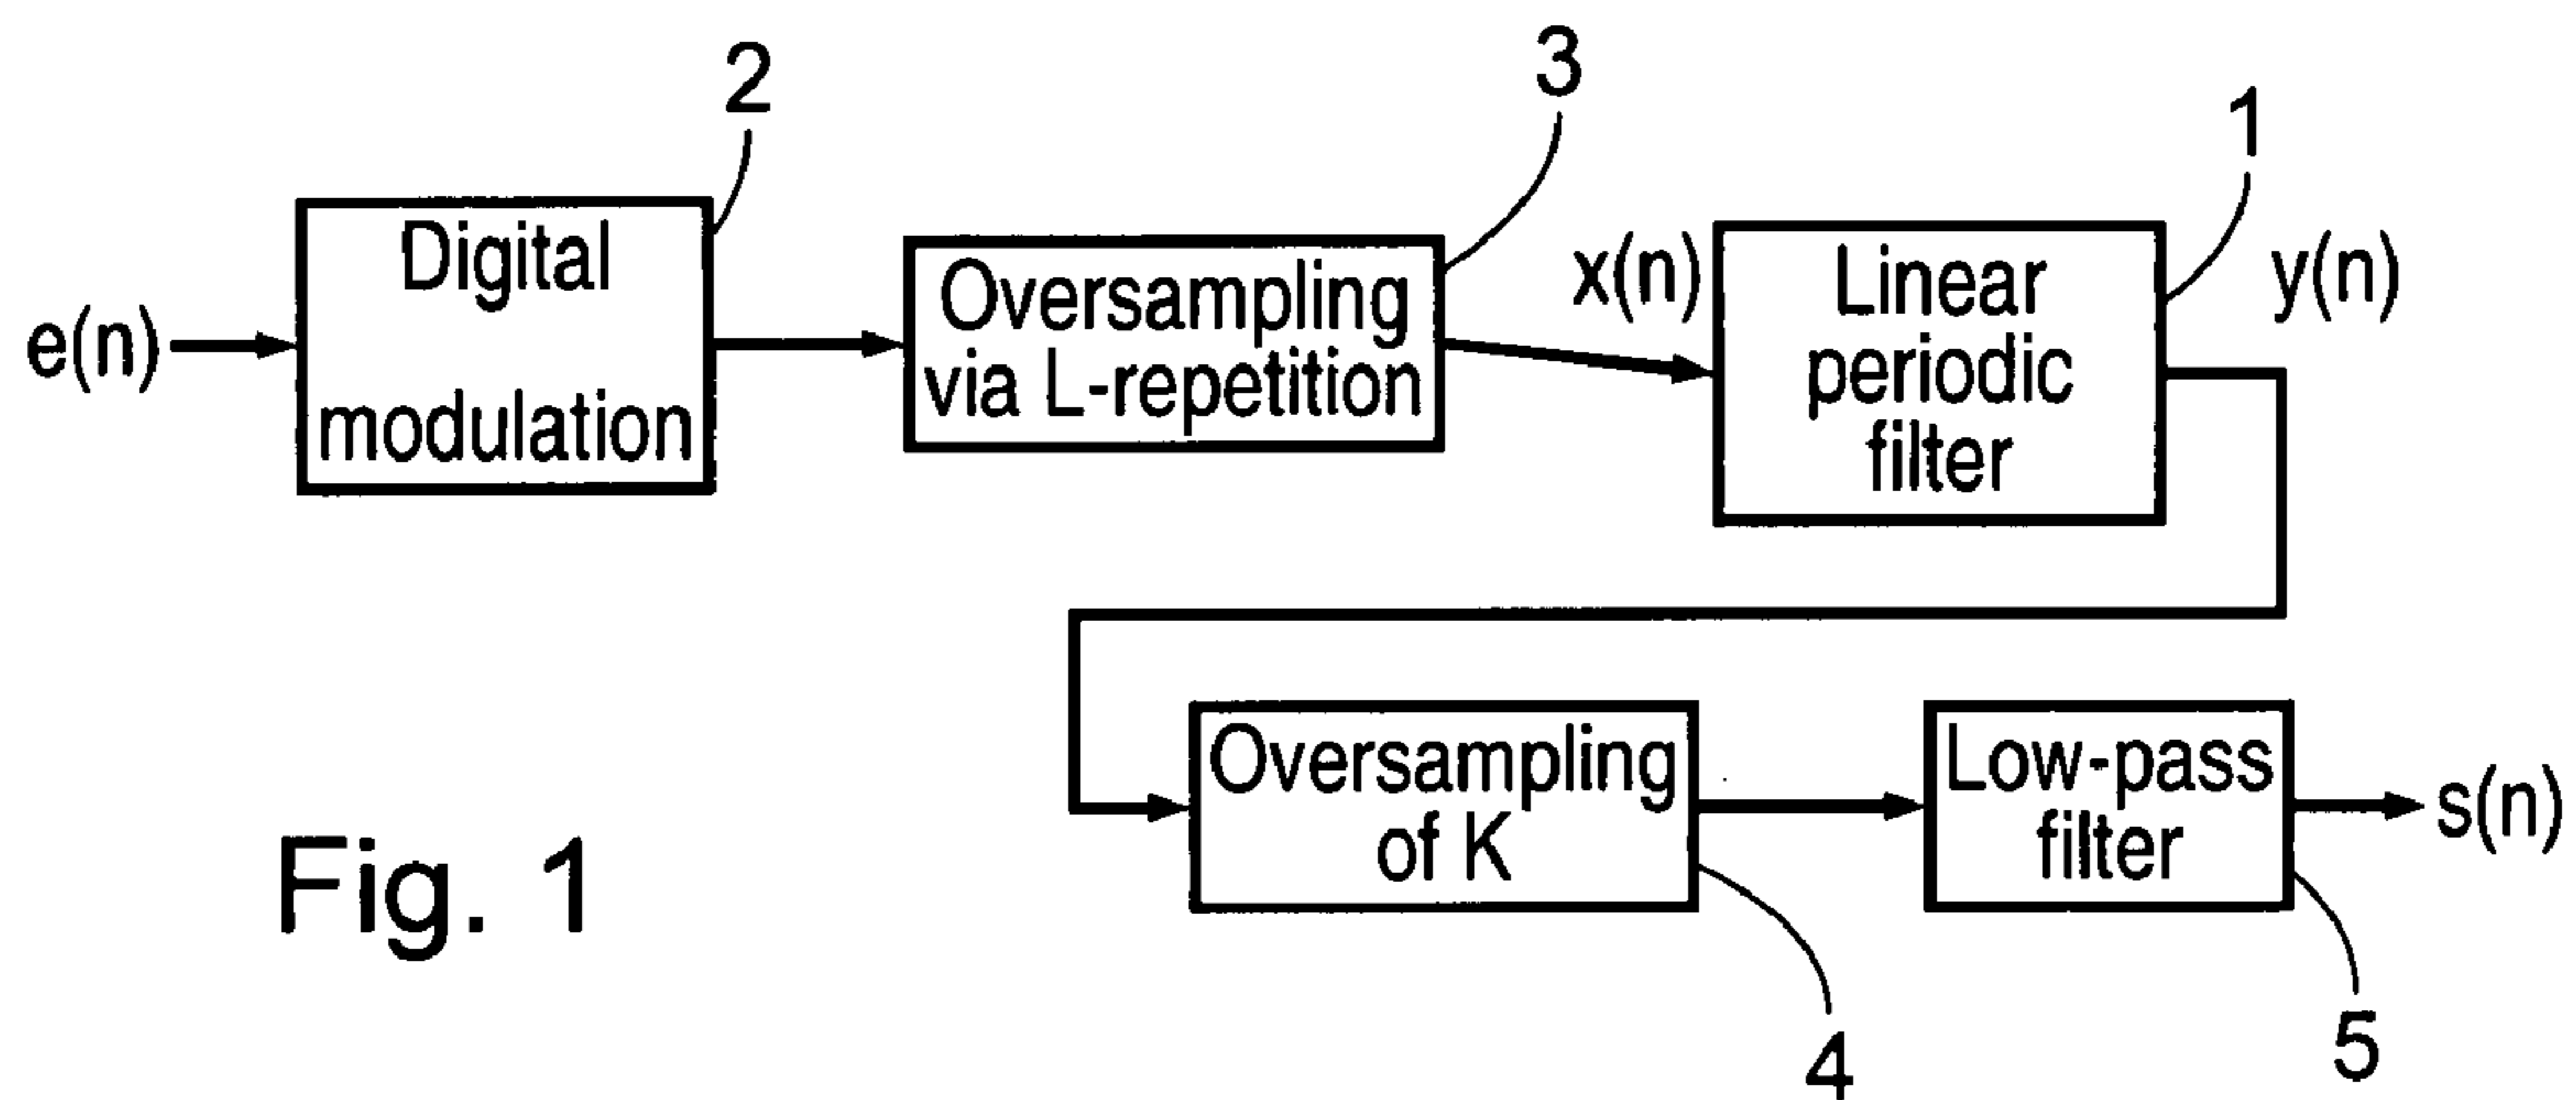 2
3
1
Digital
modulation
e(n)
Oversampling
via L-repetition
x(n)
Linear
periodic
filter
y(n)
Oversampling
of K
Low-pass
filter
s(n)
Fig. 1
4
5